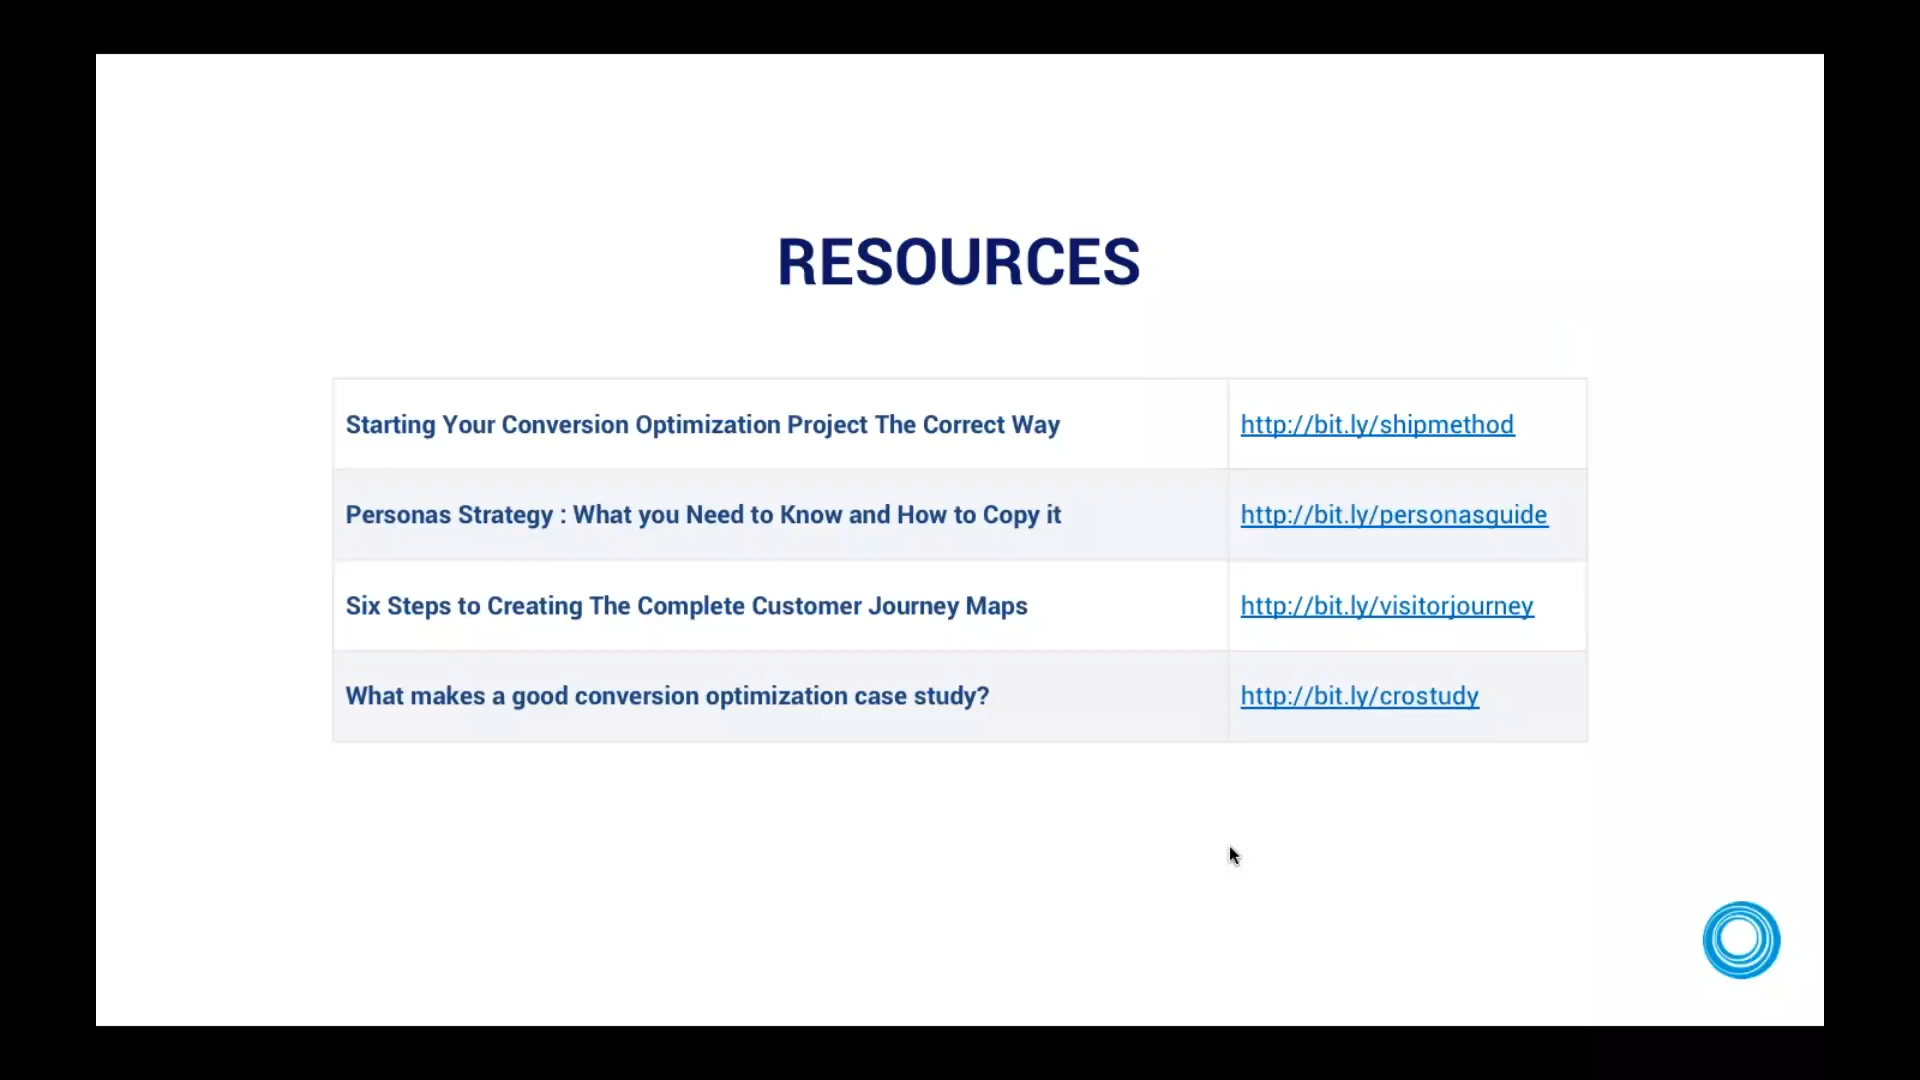 RESOURCES
Starting Your Conversion Optimization Project The Correct Way http://bit.ly/shipmethod
Personas Strategy : What you Need to Know and How to Copy it http://bit.ly/personasguide
Six Steps to Creating The Complete Customer Journey Maps http://bit.ly/visitorjourney
What makes a good conversion optimization case study? http://bit.ly/crostudy